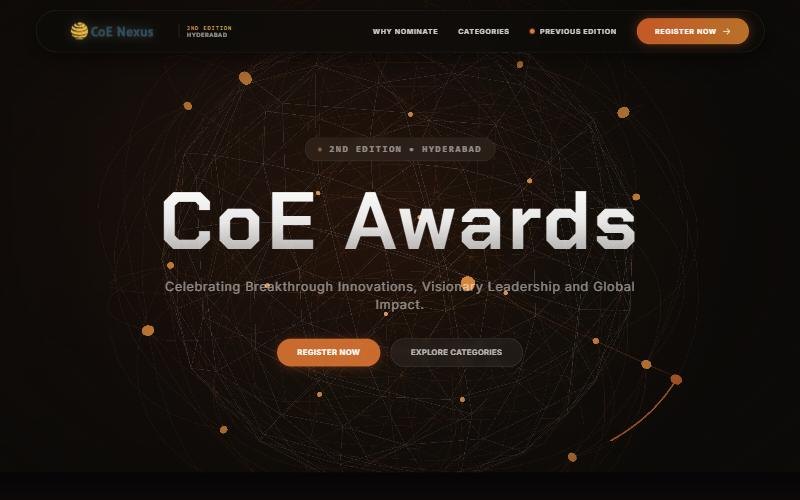 CoE Nexus
2ND EDITION
HYDERABAD
WHY NOMINATE
CATEGORIES
PREVIOUS EDITION
REGISTER NOW →
2ND EDITION • HYDERABAD
CoE Awards
Celebrating Breakthrough Innovations, Visionary Leadership and Global
Impact.
REGISTER NOW
EXPLORE CATEGORIES